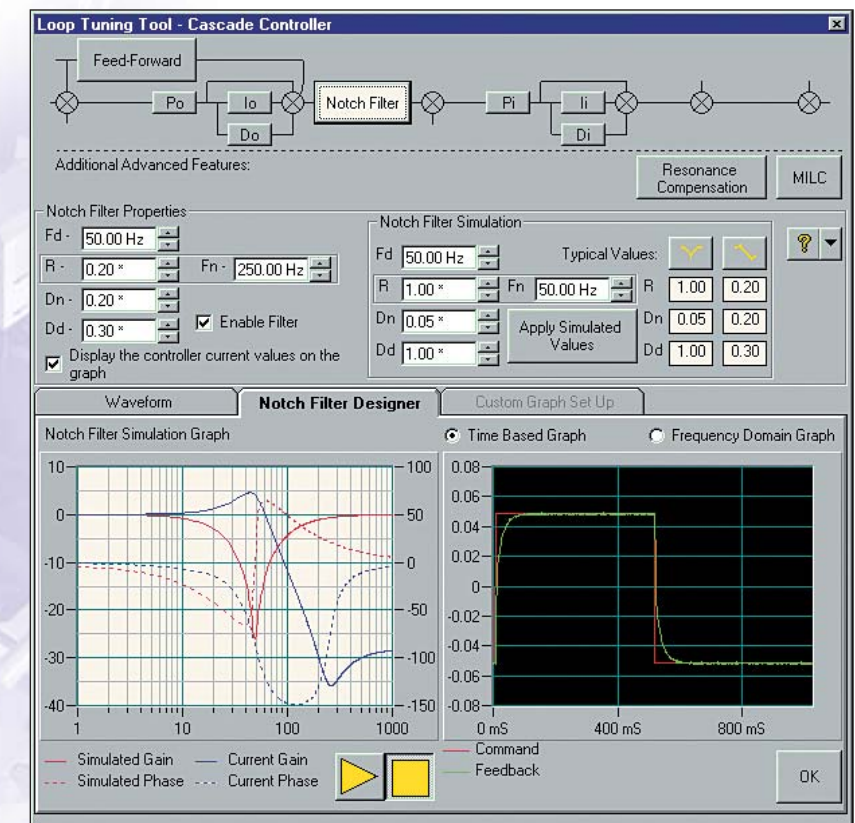 Loop Tuning Tool - Cascade Controller
Feed-Forward
Po
Io
Do
Notch Filter
Pi
Ii
Di
Additional Advanced Features:
Resonance Compensation
MILC
Notch Filter Properties
Fd - 50.00 Hz
R - 0.20 * Fn - 250.00 Hz
Dn - 0.20 *
Dd - 0.30 * Enable Filter
Display the controller current values on the graph
Notch Filter Simulation
Fd 50.00 Hz Typical Values:
R 1.00 * Fn 50.00 Hz R 1.00 0.20
Dn 0.05 * Apply Simulated Values Dn 0.05 0.20
Dd 1.00 * Dd 1.00 0.30
?
Waveform Notch Filter Designer Custom Graph Set Up
Notch Filter Simulation Graph Time Based Graph Frequency Domain Graph
10 100
0 50
-10 0
-20 -50
-30 -100
-40 -150
1 10 100 1000
0.08
0.06
0.04
0.02
0
-0.02
-0.04
-0.06
-0.08
0 mS 400 mS 800 mS
Simulated Gain Current Gain
Simulated Phase Current Phase
Command
Feedback
OK